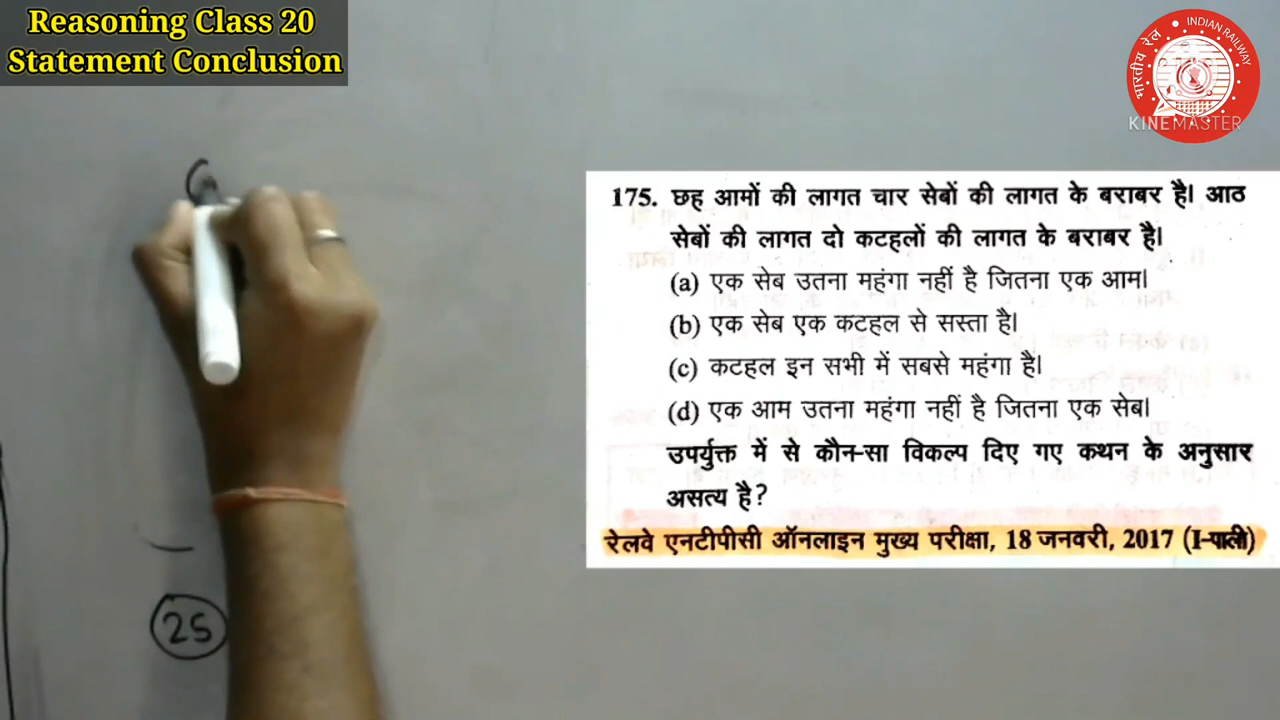 Reasoning Class 20
Statement Conclusion
भारतीय रेल
INDIAN RAILWAY
KINEMASTER
175. छह आमों की लागत चार सेबों की लागत के बराबर है। आठ
सेबों की लागत दो कटहलों की लागत के बराबर है।
(a) एक सेब उतना महंगा नहीं है जितना एक आम।
(b) एक सेब एक कटहल से सस्ता है।
(c) कटहल इन सभी में सबसे महंगा है।
(d) एक आम उतना महंगा नहीं है जितना एक सेब।
उपर्युक्त में से कौन-सा विकल्प दिए गए कथन के अनुसार
असत्य है?
रेलवे एनटीपीसी ऑनलाइन मुख्य परीक्षा, 18 जनवरी, 2017 (I-पाली)
25